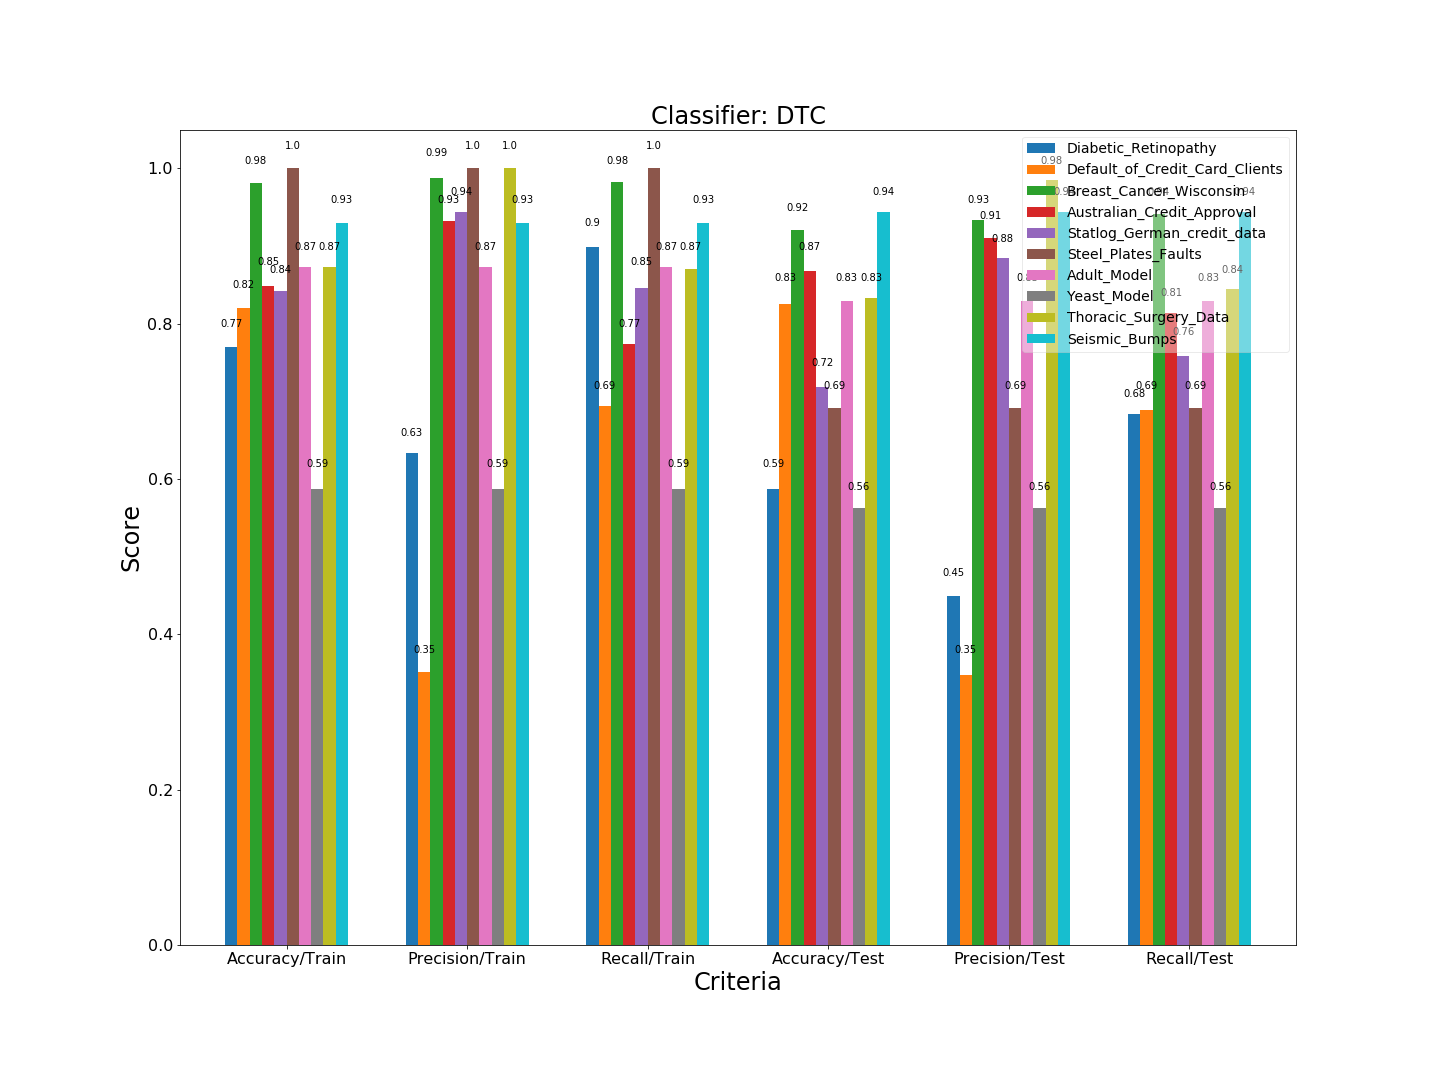 Classifier: DTC
Diabetic_Retinopathy
Default_of_Credit_Card_Clients
Breast_Cancer_Wisconsin
Australian_Credit_Approval
Statlog_German_credit_data
Steel_Plates_Faults
Adult_Model
Yeast_Model
Thoracic_Surgery_Data
Seismic_Bumps
Score
1.0
0.8
0.6
0.4
0.2
0.0
0.77 0.82 0.98 0.85 0.84 1.0 0.87 0.59 0.87 0.93
0.63 0.35 0.99 0.93 0.94 1.0 0.87 0.59 1.0 0.93
0.9 0.69 0.98 0.77 0.85 1.0 0.87 0.59 0.87 0.93
0.59 0.83 0.92 0.87 0.72 0.69 0.83 0.56 0.83 0.94
0.45 0.35 0.93 0.91 0.88 0.69 0.56 0.98
0.68 0.69 0.81 0.76 0.69 0.83 0.56 0.84
Accuracy/Train Precision/Train Recall/Train Accuracy/Test Precision/Test Recall/Test
Criteria